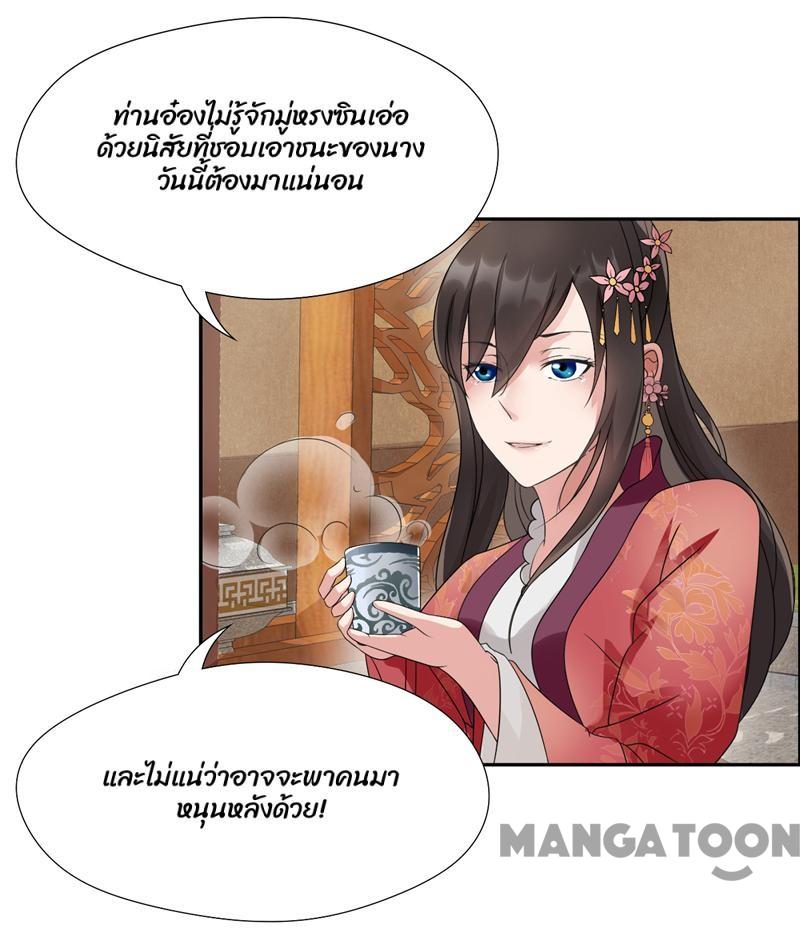 ท่านอ๋องไม่รู้จักมู่หรงซินเอ่อ
ด้วยนิสัยที่ชอบเอาชนะของนาง
วันนี้ต้องมาแน่นอน
และไม่แน่ว่าอาจจะพาคนมา
หนุนหลังด้วย!
MANGATOON